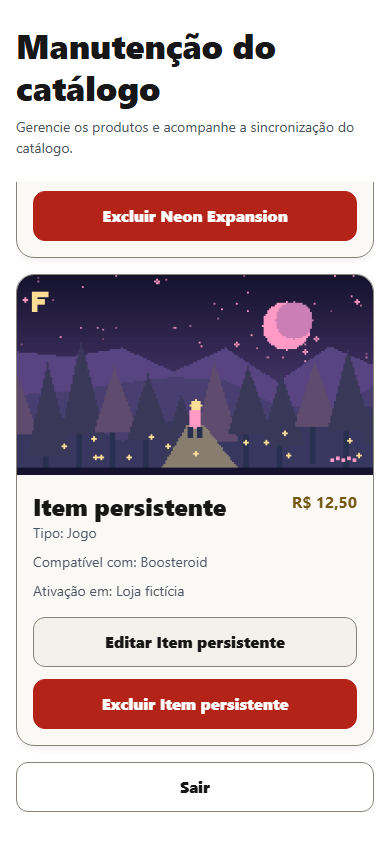 Manutenção do
catálogo
Gerencie os produtos e acompanhe a sincronização do
catálogo.
Excluir Neon Expansion
F
Item persistente
R$ 12,50
Tipo: Jogo
Compatível com: Boosteroid
Ativação em: Loja fictícia
Editar Item persistente
Excluir Item persistente
Sair